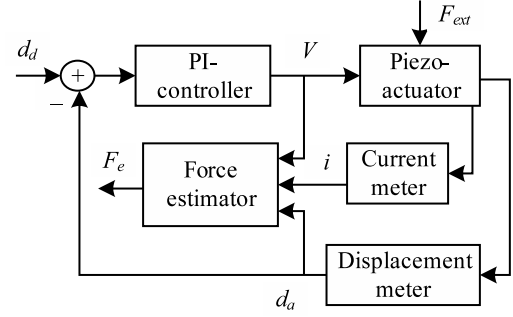 F_ext
d_d
+
−
PI-
controller
V
Piezo-
actuator
F_e
Force
estimator
i
Current
meter
Displacement
meter
d_a